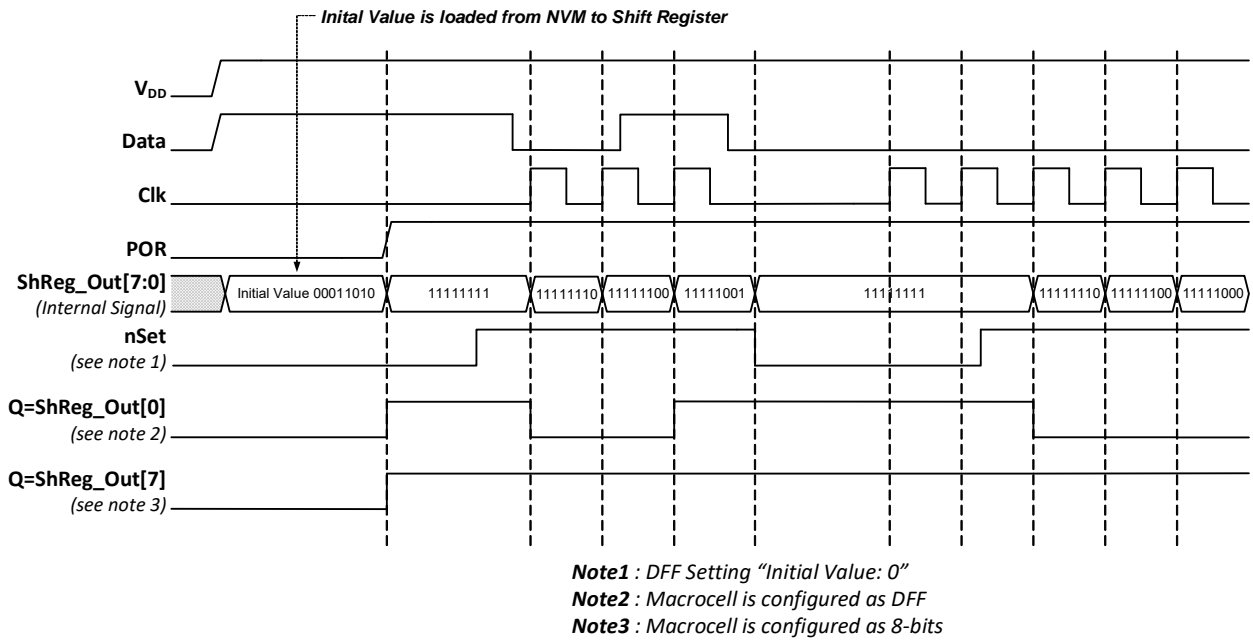 Inital Value is loaded from NVM to Shift Register
VDD
Data
Clk
POR
ShReg_Out[7:0]
(Internal Signal)
Initial Value 00011010
11111111
11111110
11111100
11111001
11111111
11111110
11111100
11111000
nSet
(see note 1)
Q=ShReg_Out[0]
(see note 2)
Q=ShReg_Out[7]
(see note 3)
Note1 : DFF Setting “Initial Value: 0”
Note2 : Macrocell is configured as DFF
Note3 : Macrocell is configured as 8-bits